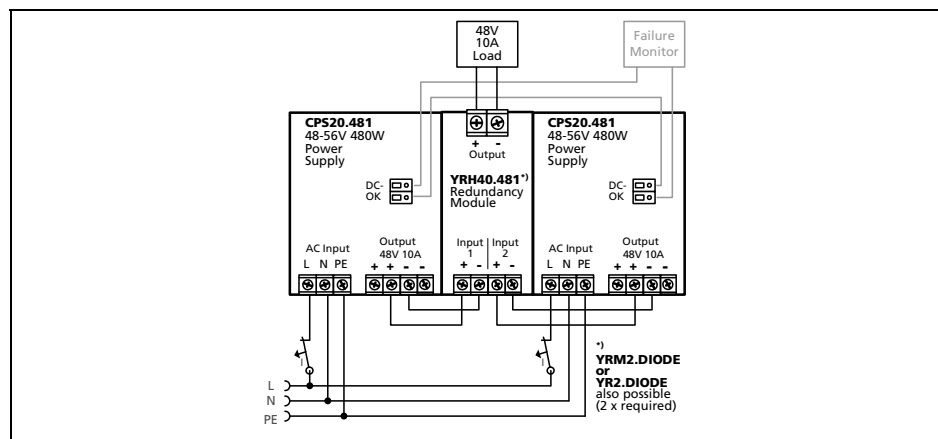 48V
10A
Load
Failure
Monitor
CPS20.481
48-56V 480W
Power
Supply
DC-
OK
AC Input
L N PE
Output
48V 10A
+ + - -
+ -
Output
YRH40.481*)
Redundancy
Module
Input
1
Input
2
+ - + -
CPS20.481
48-56V 480W
Power
Supply
DC-
OK
AC Input
L N PE
Output
48V 10A
+ + - -
I
I
L
N
PE
*)
YRM2.DIODE
or
YR2.DIODE
also possible
(2 x required)